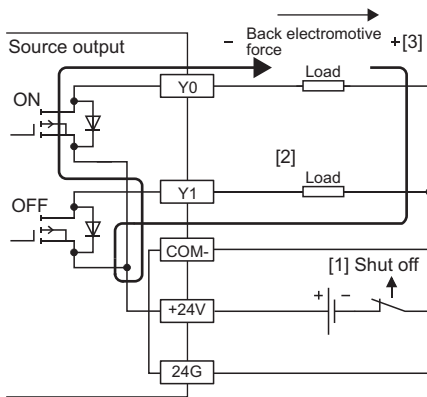 Source output
- Back electromotive force + [3]
Load
Y0
ON
[2]
Load
Y1
OFF
COM-
[1] Shut off
+ -
+24V
24G